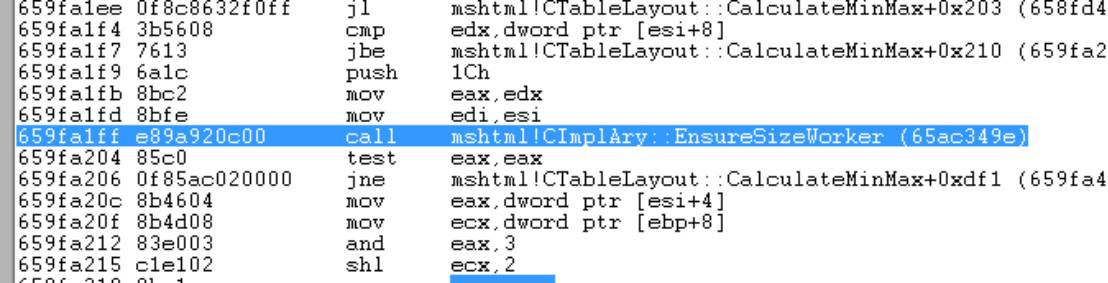 659fa1ee 0f8c8632f0ff jl mshtml!CTableLayout::CalculateMinMax+0x203 (658fd4
659fa1f4 3b5608 cmp edx,dword ptr [esi+8]
659fa1f7 7613 jbe mshtml!CTableLayout::CalculateMinMax+0x210 (659fa2
659fa1f9 6a1c push 1Ch
659fa1fb 8bc2 mov eax,edx
659fa1fd 8bfe mov edi,esi
659fa1ff e89a920c00 call mshtml!CImplAry::EnsureSizeWorker (65ac349e)
659fa204 85c0 test eax,eax
659fa206 0f85ac020000 jne mshtml!CTableLayout::CalculateMinMax+0xdf1 (659fa4
659fa20c 8b4604 mov eax,dword ptr [esi+4]
659fa20f 8b4d08 mov ecx,dword ptr [ebp+8]
659fa212 83e003 and eax,3
659fa215 c1e102 shl ecx,2